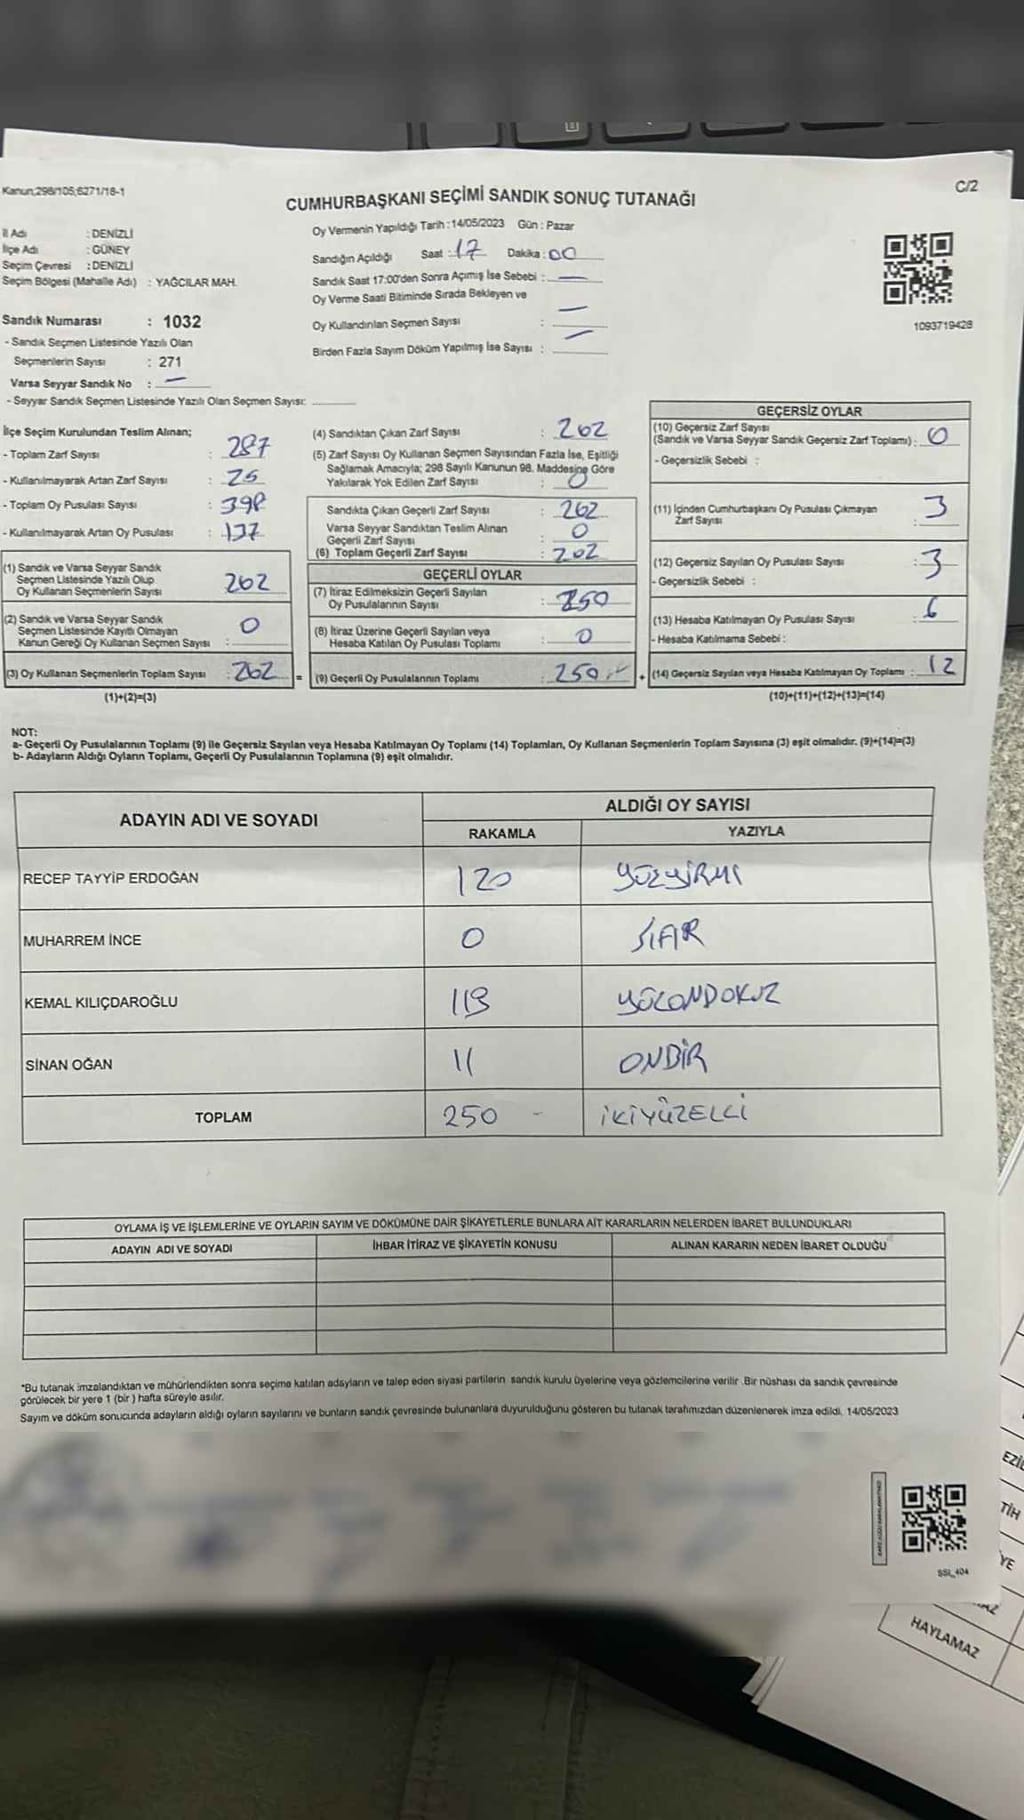 Kanun;298/105;6271/18-1
C/2
CUMHURBAŞKANI SEÇİMİ SANDIK SONUÇ TUTANAĞI
İl Adı : DENİZLİ
İlçe Adı : GÜNEY
Seçim Çevresi : DENİZLİ
Seçim Bölgesi (Mahalle Adı) : YAĞCILAR MAH.
Sandık Numarası : 1032
- Sandık Seçmen Listesinde Yazılı Olan
Seçmenlerin Sayısı : 271
Varsa Seyyar Sandık No : —
- Seyyar Sandık Seçmen Listesinde Yazılı Olan Seçmen Sayısı:
Oy Vermenin Yapıldığı Tarih : 14/05/2023 Gün : Pazar
Sandığın Açıldığı Saat : 17 Dakika : 00
Sandık Saat 17:00'den Sonra Açımış İse Sebebi : —
Oy Verme Saati Bitiminde Sırada Bekleyen ve
Oy Kullandırılan Seçmen Sayısı : —
Birden Fazla Sayım Döküm Yapılmış İse Sayısı : —
1093719428
İlçe Seçim Kurulundan Teslim Alınan;
- Toplam Zarf Sayısı : 287
- Kullanılmayarak Artan Zarf Sayısı : 25
- Toplam Oy Pusulası Sayısı : 398
- Kullanılmayarak Artan Oy Pusulası : 137
(1) Sandık ve Varsa Seyyar Sandık
Seçmen Listesinde Yazılı Olup
Oy Kullanan Seçmenlerin Sayısı : 262
(2) Sandık ve Varsa Seyyar Sandık
Seçmen Listesinde Kayıtlı Olmayan
Kanun Gereği Oy Kullanan Seçmen Sayısı : 0
(3) Oy Kullanan Seçmenlerin Toplam Sayısı : 262 =
(1)+(2)=(3)
(4) Sandıktan Çıkan Zarf Sayısı : 262
(5) Zarf Sayısı Oy Kullanan Seçmen Sayısından Fazla İse, Eşitliği
Sağlamak Amacıyla; 298 Sayılı Kanunun 98. Maddesine Göre
Yakılarak Yok Edilen Zarf Sayısı : 0
Sandıkta Çıkan Geçerli Zarf Sayısı : 262
Varsa Seyyar Sandıktan Teslim Alınan
Geçerli Zarf Sayısı : 0
(6) Toplam Geçerli Zarf Sayısı : 262
GEÇERLİ OYLAR
(7) İtiraz Edilmeksizin Geçerli Sayılan
Oy Pusulalarının Sayısı : 250
(8) İtiraz Üzerine Geçerli Sayılan veya
Hesaba Katılan Oy Pusulası Toplamı : 0
(9) Geçerli Oy Pusulalarının Toplamı : 250 +
GEÇERSİZ OYLAR
(10) Geçersiz Zarf Sayısı
(Sandık ve Varsa Seyyar Sandık Geçersiz Zarf Toplamı) : 0
- Geçersizlik Sebebi :
(11) İçinden Cumhurbaşkanı Oy Pusulası Çıkmayan
Zarf Sayısı : 3
(12) Geçersiz Sayılan Oy Pusulası Sayısı : 3
- Geçersizlik Sebebi :
(13) Hesaba Katılmayan Oy Pusulası Sayısı : 6
- Hesaba Katılmama Sebebi :
(14) Geçersiz Sayılan veya Hesaba Katılmayan Oy Toplamı : 12
(10)+(11)+(12)+(13)=(14)
NOT:
a- Geçerli Oy Pusulalarının Toplamı (9) ile Geçersiz Sayılan veya Hesaba Katılmayan Oy Toplamı (14) Toplamları, Oy Kullanan Seçmenlerin Toplam Sayısına (3) eşit olmalıdır. (9)+(14)=(3)
b- Adayların Aldığı Oyların Toplamı, Geçerli Oy Pusulalarının Toplamına (9) eşit olmalıdır.
ADAYIN ADI VE SOYADI ALDIĞI OY SAYISI
RAKAMLA YAZIYLA
RECEP TAYYİP ERDOĞAN 120 YÜZYİRMİ
MUHARREM İNCE 0 SIFIR
KEMAL KILIÇDAROĞLU 119 YÜZONDOKUZ
SİNAN OĞAN 11 ONBİR
TOPLAM 250 - İKİYÜZELLİ
OYLAMA İŞ VE İŞLEMLERİNE VE OYLARIN SAYIM VE DÖKÜMÜNE DAİR ŞİKAYETLERLE BUNLARA AİT KARARLARIN NELERDEN İBARET BULUNDUKLARI
ADAYIN ADI VE SOYADI İHBAR İTİRAZ VE ŞİKAYETİN KONUSU ALINAN KARARIN NEDEN İBARET OLDUĞU
*Bu tutanak imzalandıktan ve mühürlendikten sonra seçime katılan adayların ve talep eden siyasi partilerin sandık kurulu üyelerine veya gözlemcilerine verilir .Bir nüshası da sandık çevresinde
görülecek bir yere 1 (bir ) hafta süreyle asılır.
Sayım ve döküm sonucunda adayların aldığı oyların sayılarını ve bunların sandık çevresinde bulunanlara duyurulduğunu gösteren bu tutanak tarafımızdan düzenlenerek imza edildi. 14/05/2023
SSİ_404
TİH
HAYLAMAZ